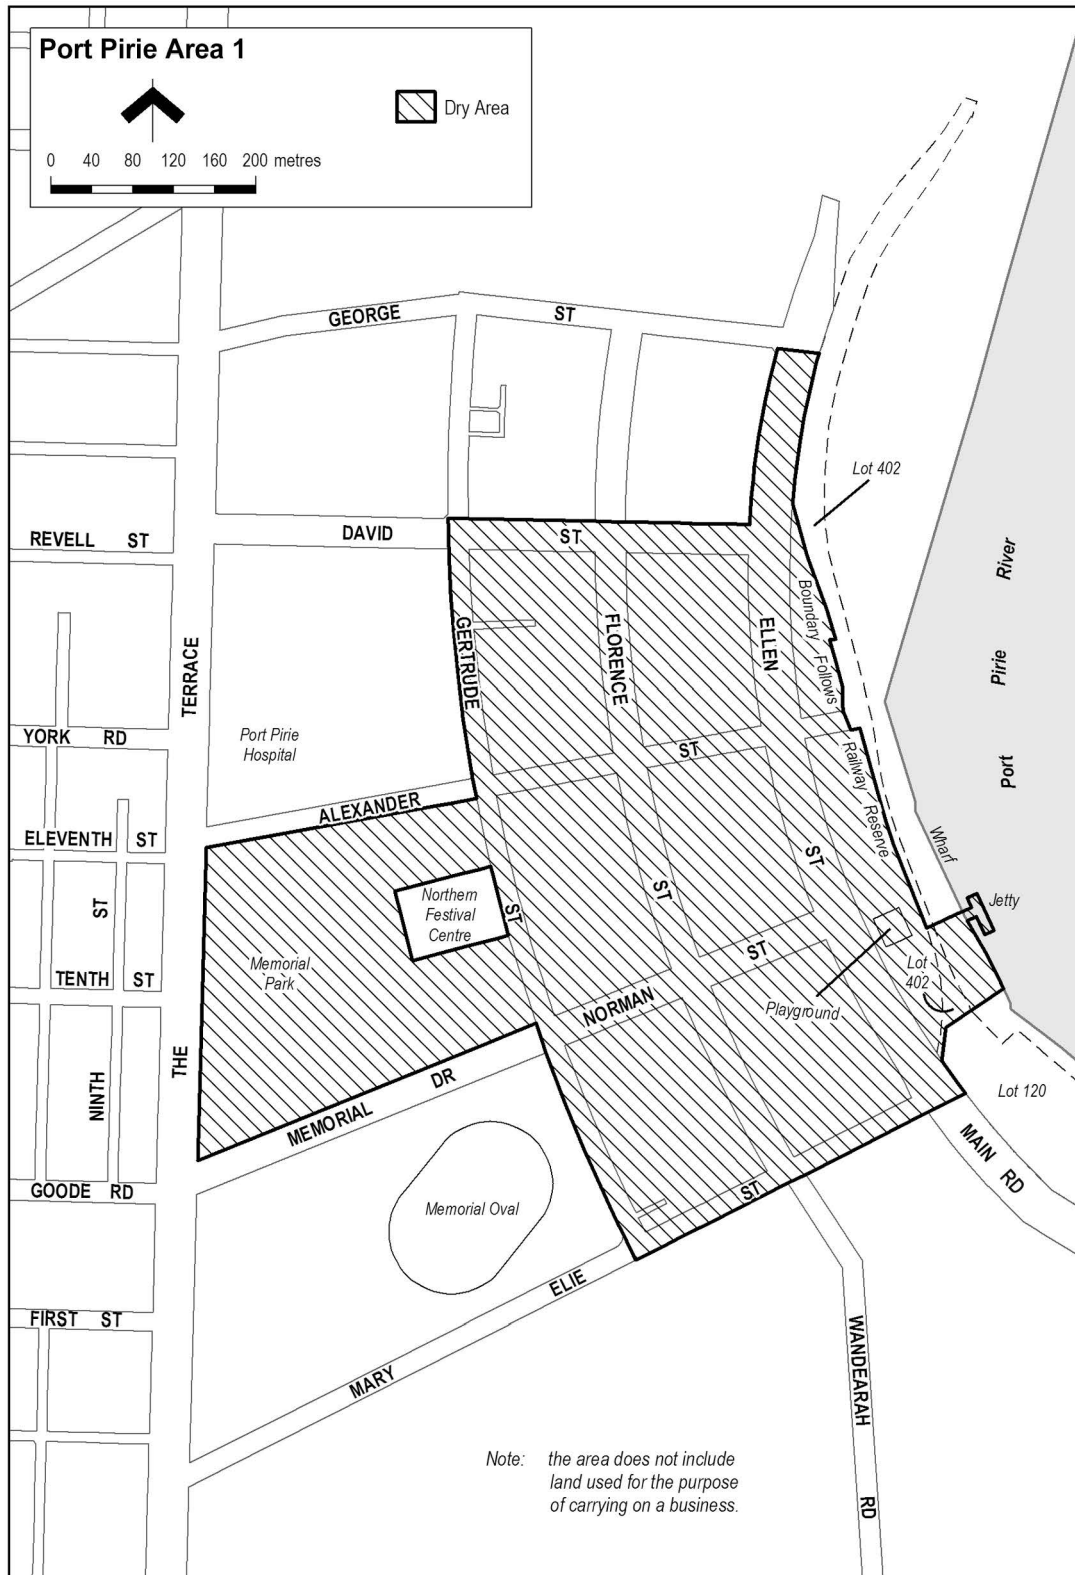 Port Pirie Area 1
Dry Area
0 40 80 120 160 200 metres
GEORGE ST
Lot 402
REVELL ST
DAVID ST
River
Boundary Follows Railway Reserve
GERTRUDE ST
FLORENCE ST
ELLEN ST
TERRACE
Pirie
YORK RD
Port Pirie
Hospital
ST
Port
ALEXANDER
ELEVENTH ST
Wharf
Northern
Festival
Centre
Jetty
ST
Memorial
Park
TENTH ST
ST
Lot
402
NORMAN
Playground
THE
NINTH
MEMORIAL DR
Lot 120
MAIN RD
GOODE RD
ST
Memorial Oval
ELIE
FIRST ST
MARY
WANDEARAH RD
Note: the area does not include
land used for the purpose
of carrying on a business.